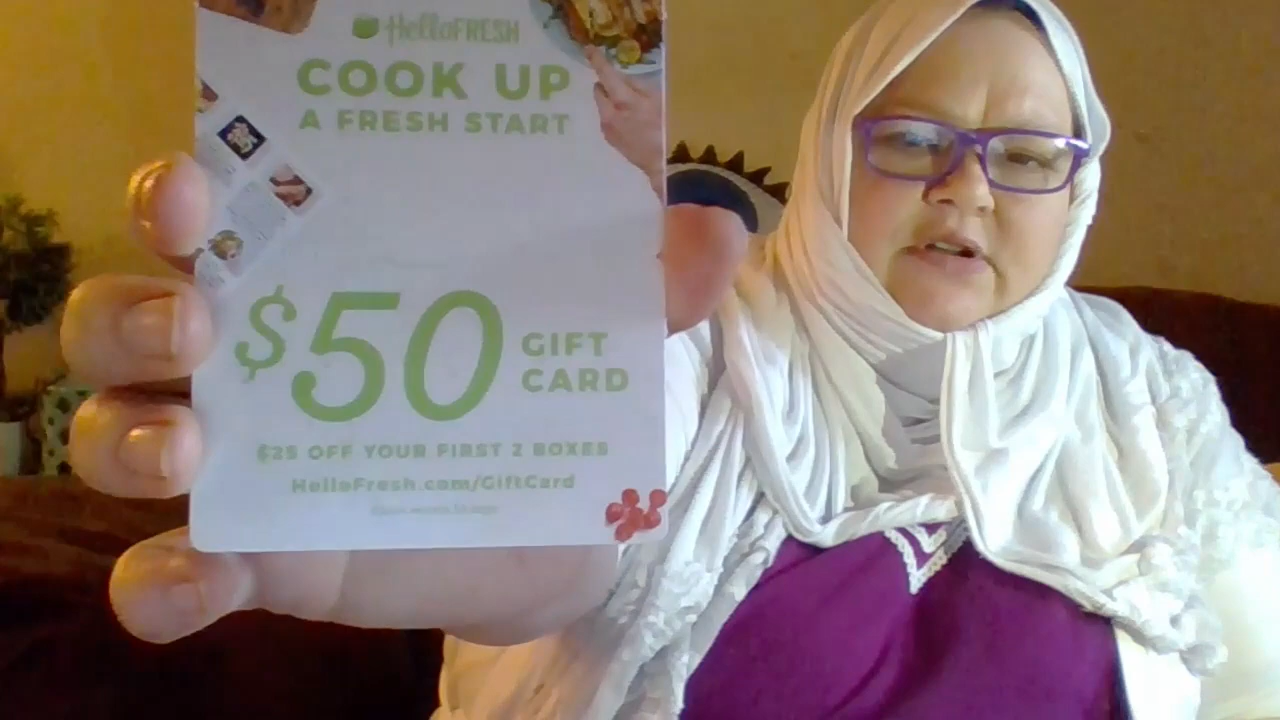 HelloFRESH
COOK UP
A FRESH START
$50 GIFT
CARD
$25 OFF YOUR FIRST 2 BOXES
HelloFresh.com/GiftCard